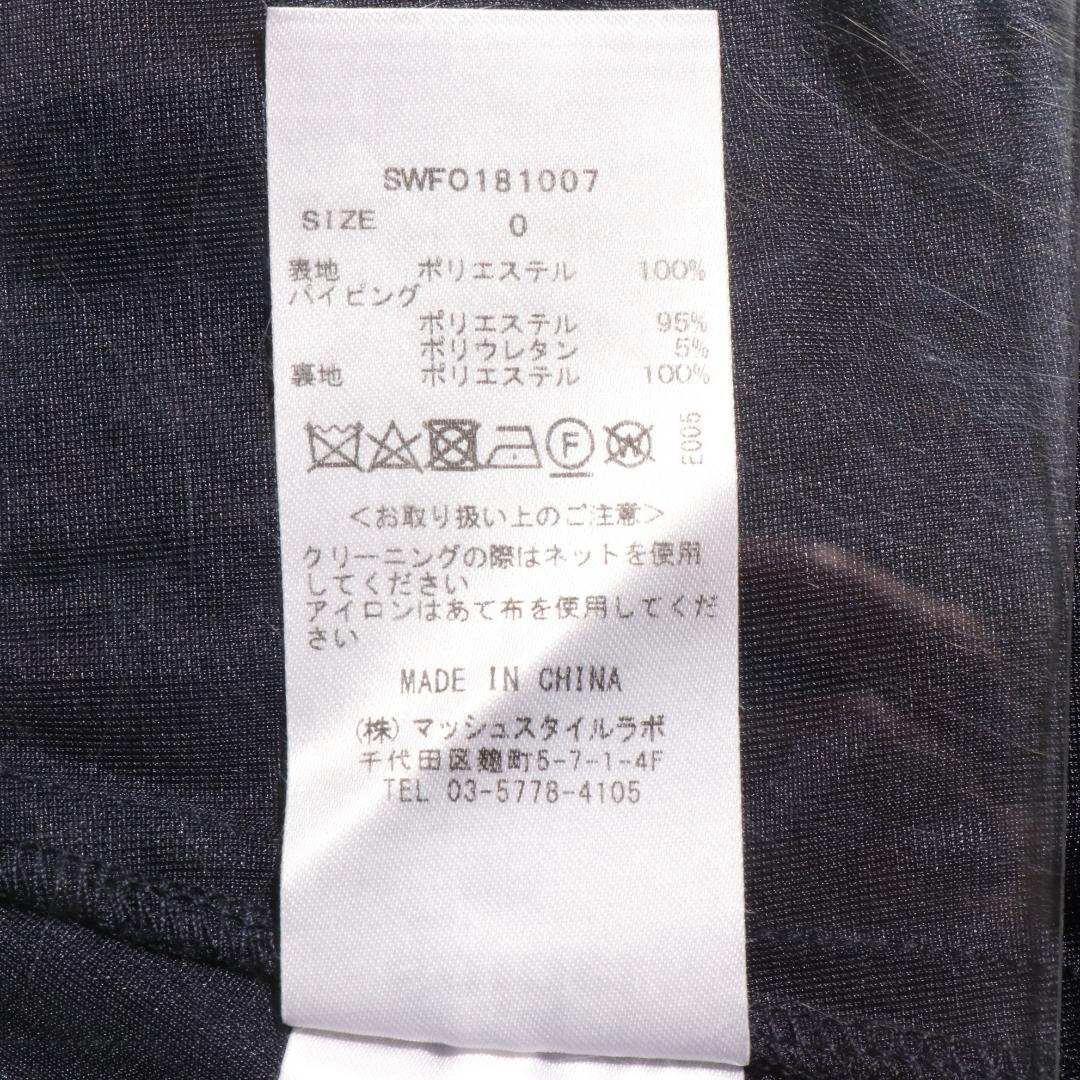 SWFO181007
SIZE 0
表地 ポリエステル 100%
パイピング
ポリエステル 95%
ポリウレタン 5%
裏地 ポリエステル 100%
F W E005
＜お取り扱い上のご注意＞
クリーニングの際はネットを使用
してください
アイロンはあて布を使用してくだ
さい
MADE IN CHINA
(株)マッシュスタイルラボ
千代田区麹町5-7-1-4F
TEL 03-5778-4105